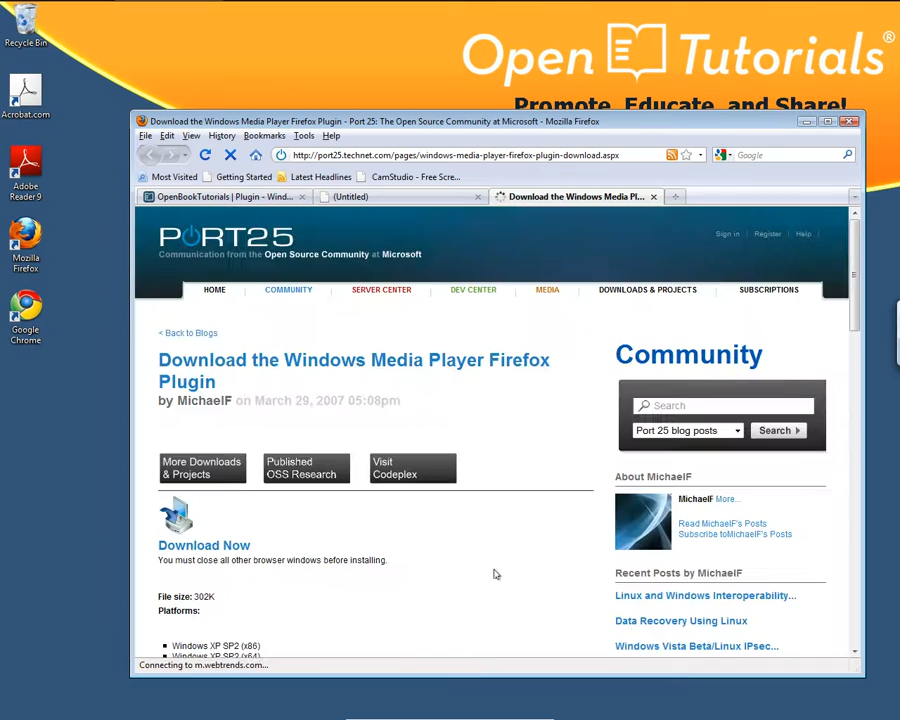 Recycle Bin
Acrobat.com
Adobe
Reader 9
Mozilla
Firefox
Google
Chrome
Open Tutorials®
Promote, Educate, and Share!
Download the Windows Media Player Firefox Plugin - Port 25: The Open Source Community at Microsoft - Mozilla Firefox
File Edit View History Bookmarks Tools Help
http://port25.technet.com/pages/windows-media-player-firefox-plugin-download.aspx
Google
Most Visited Getting Started Latest Headlines CamStudio - Free Scre...
OpenBookTutorials | Plugin - Wind...
(Untitled)
Download the Windows Media Pl...
PORT25
Communication from the Open Source Community at Microsoft
Sign in | Register | Help |
HOME | COMMUNITY | SERVER CENTER | DEV CENTER | MEDIA | DOWNLOADS & PROJECTS | SUBSCRIPTIONS
< Back to Blogs
Download the Windows Media Player Firefox
Plugin
by MichaelF on March 29, 2007 05:08pm
More Downloads
& Projects
Published
OSS Research
Visit
Codeplex
Download Now
You must close all other browser windows before installing.
File size: 302K
Platforms:
Windows XP SP2 (x86)
Windows XP SP2 (x64)
Community
Search
Port 25 blog posts
Search
About MichaelF
MichaelF More...
Read MichaelF's Posts
Subscribe toMichaelF's Posts
Recent Posts by MichaelF
Linux and Windows Interoperability...
Data Recovery Using Linux
Windows Vista Beta/Linux IPsec...
Connecting to m.webtrends.com...